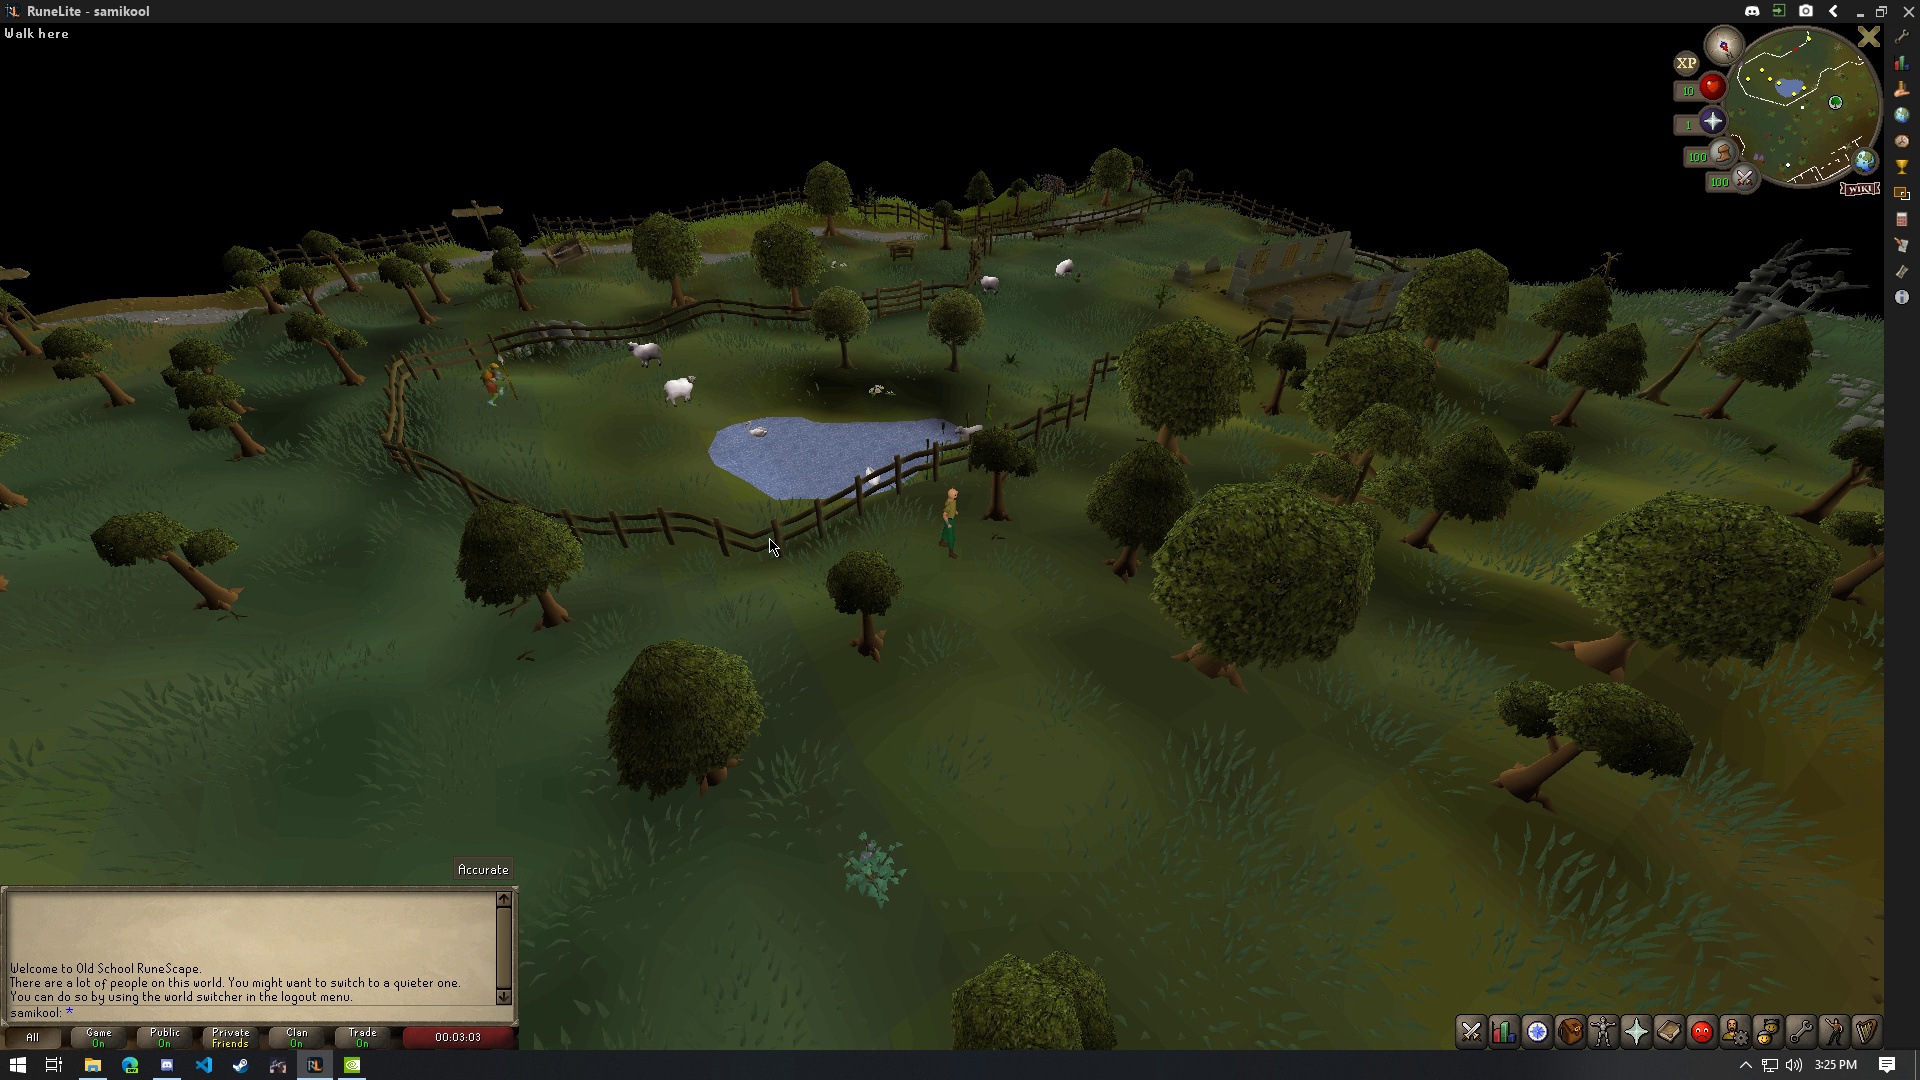 RuneLite - samikool
Walk here
XP
10
1
100
100
WIKI
Accurate
Welcome to Old School RuneScape.
There are a lot of people on this world. You might want to switch to a quieter one.
You can do so by using the world switcher in the logout menu.
samikool: *
All
Game
On
Public
On
Private
Friends
Clan
On
Trade
On
00:03:03
3:25 PM